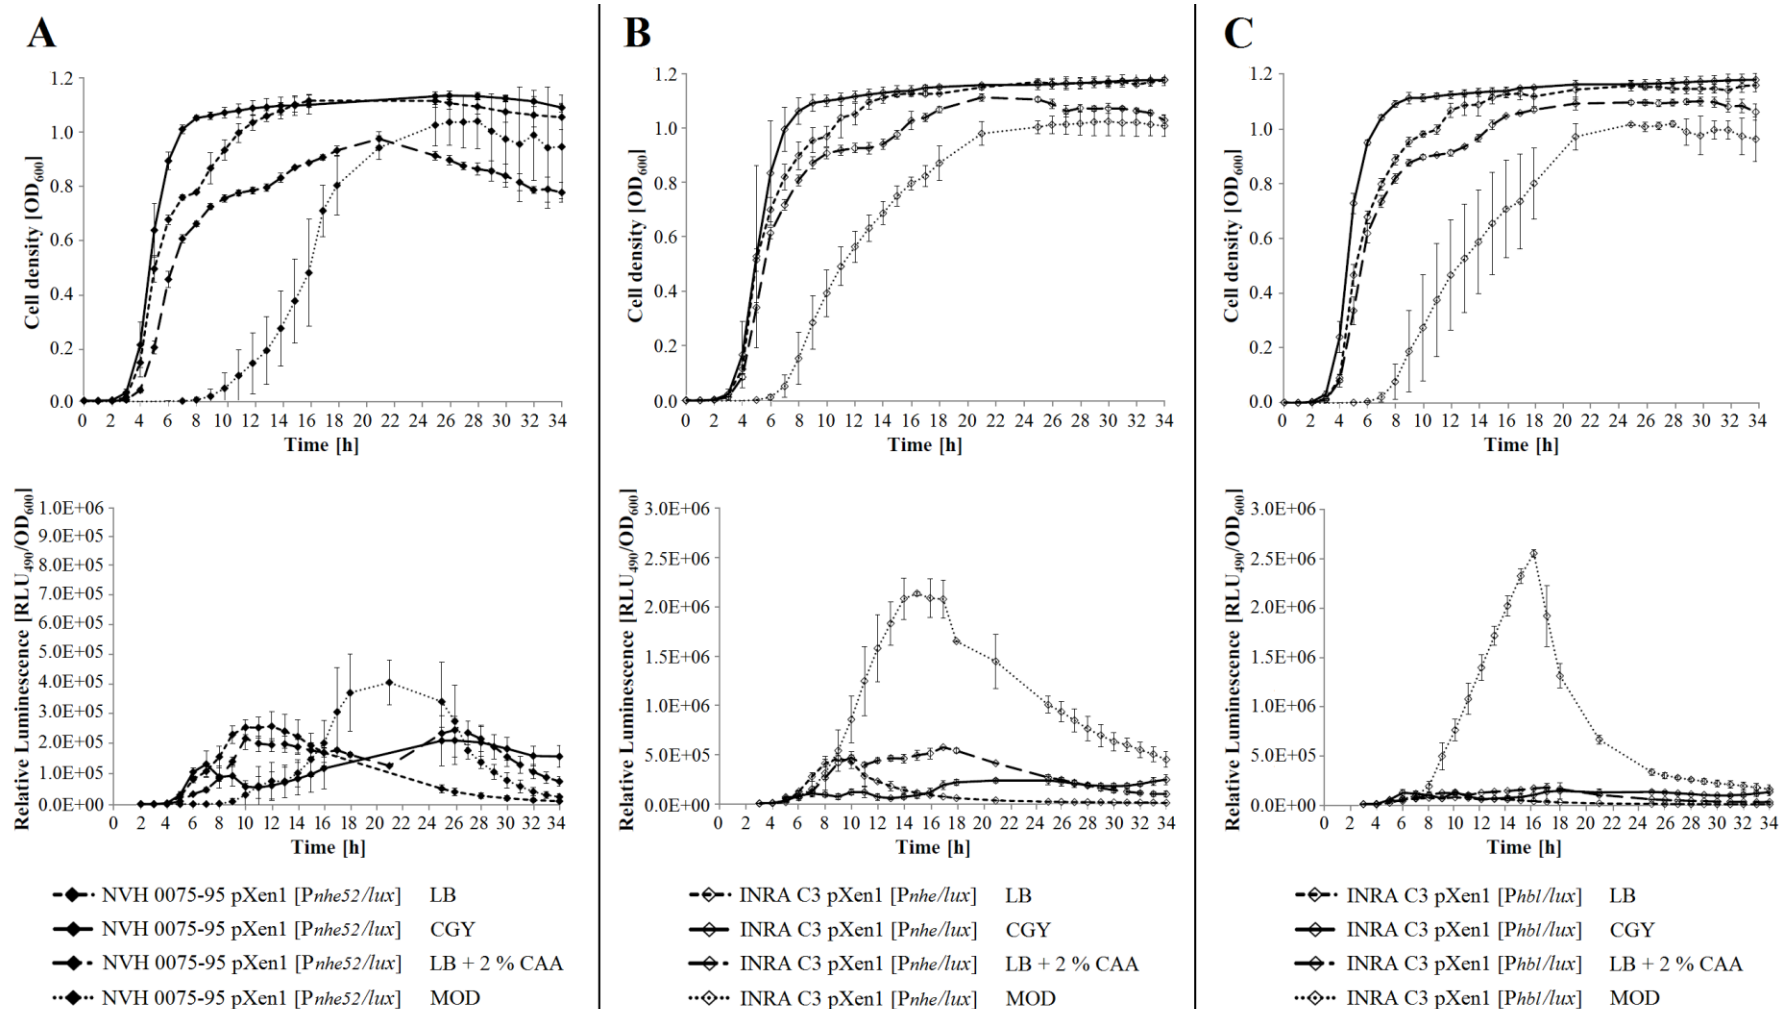 A
Cell density [OD600]
1.2
1.0
0.8
0.6
0.4
0.2
0.0
0 2 4 6 8 10 12 14 16 18 20 22 24 26 28 30 32 34
Time [h]
Relative Luminescence [RLU490/OD600]
1.0E+06
9.0E+05
8.0E+05
7.0E+05
6.0E+05
5.0E+05
4.0E+05
3.0E+05
2.0E+05
1.0E+05
0.0E+00
0 2 4 6 8 10 12 14 16 18 20 22 24 26 28 30 32 34
Time [h]
NVH 0075-95 pXen1 [Pnhe52/lux] LB
NVH 0075-95 pXen1 [Pnhe52/lux] CGY
NVH 0075-95 pXen1 [Pnhe52/lux] LB + 2 % CAA
NVH 0075-95 pXen1 [Pnhe52/lux] MOD
B
Cell density [OD600]
1.2
1.0
0.8
0.6
0.4
0.2
0.0
0 2 4 6 8 10 12 14 16 18 20 22 24 26 28 30 32 34
Time [h]
Relative Luminescence [RLU490/OD600]
3.0E+06
2.5E+06
2.0E+06
1.5E+06
1.0E+06
5.0E+05
0.0E+00
0 2 4 6 8 10 12 14 16 18 20 22 24 26 28 30 32 34
Time [h]
INRA C3 pXen1 [Pnhe/lux] LB
INRA C3 pXen1 [Pnhe/lux] CGY
INRA C3 pXen1 [Pnhe/lux] LB + 2 % CAA
INRA C3 pXen1 [Pnhe/lux] MOD
C
Cell density [OD600]
1.2
1.0
0.8
0.6
0.4
0.2
0.0
0 2 4 6 8 10 12 14 16 18 20 22 24 26 28 30 32 34
Time [h]
Relative Luminescence [RLU490/OD600]
3.0E+06
2.5E+06
2.0E+06
1.5E+06
1.0E+06
5.0E+05
0.0E+00
0 2 4 6 8 10 12 14 16 18 20 22 24 26 28 30 32 34
Time [h]
INRA C3 pXen1 [Phbl/lux] LB
INRA C3 pXen1 [Phbl/lux] CGY
INRA C3 pXen1 [Phbl/lux] LB + 2 % CAA
INRA C3 pXen1 [Phbl/lux] MOD